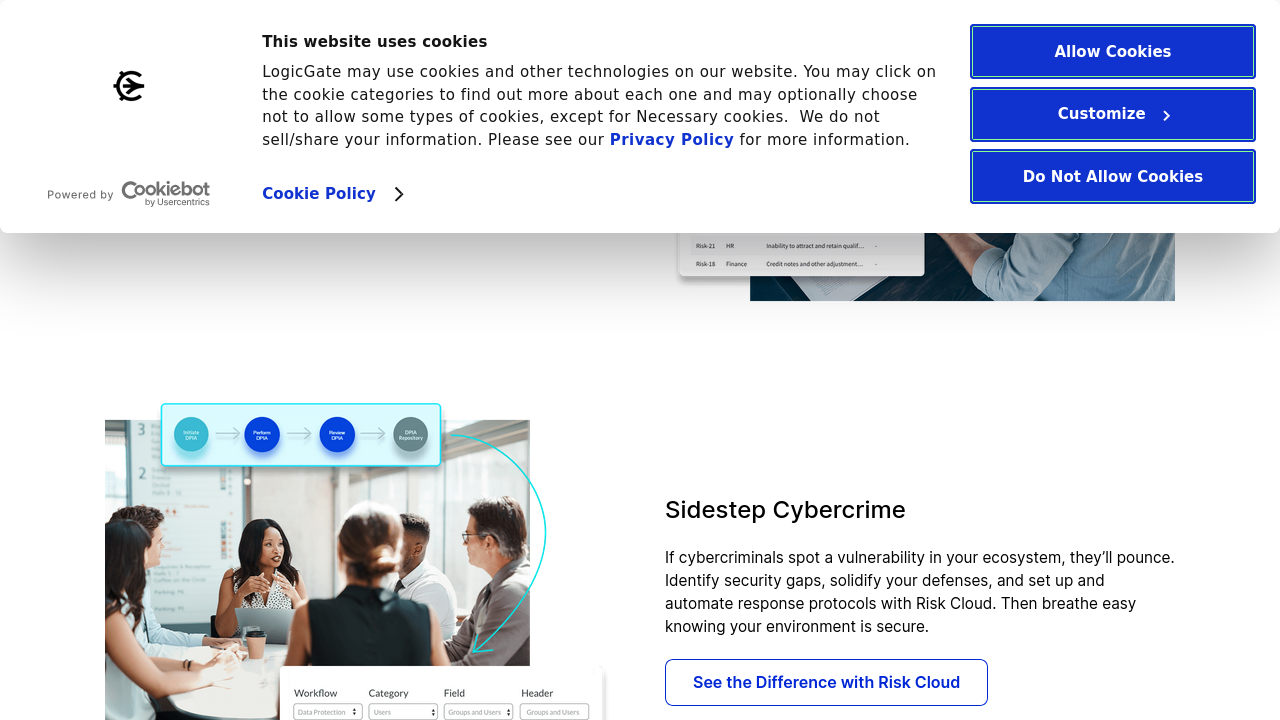 This website uses cookies
LogicGate may use cookies and other technologies on our website. You may click on
the cookie categories to find out more about each one and may optionally choose
not to allow some types of cookies, except for Necessary cookies.  We do not
sell/share your information. Please see our Privacy Policy for more information.
Cookie Policy
Powered by Cookiebot
by Usercentrics
Allow Cookies
Customize
Do Not Allow Cookies
Risk-21 HR Inability to attract and retain qualif... -
Risk-18 Finance Credit notes and other adjustment... -
Initiate
DPIA
Perform
DPIA
Review
DPIA
DPIA
Repository
3
2
Workflow Category Field Header
Data Protection Users Groups and Users Groups and Users
Sidestep Cybercrime
If cybercriminals spot a vulnerability in your ecosystem, they’ll pounce.
Identify security gaps, solidify your defenses, and set up and
automate response protocols with Risk Cloud. Then breathe easy
knowing your environment is secure.
See the Difference with Risk Cloud